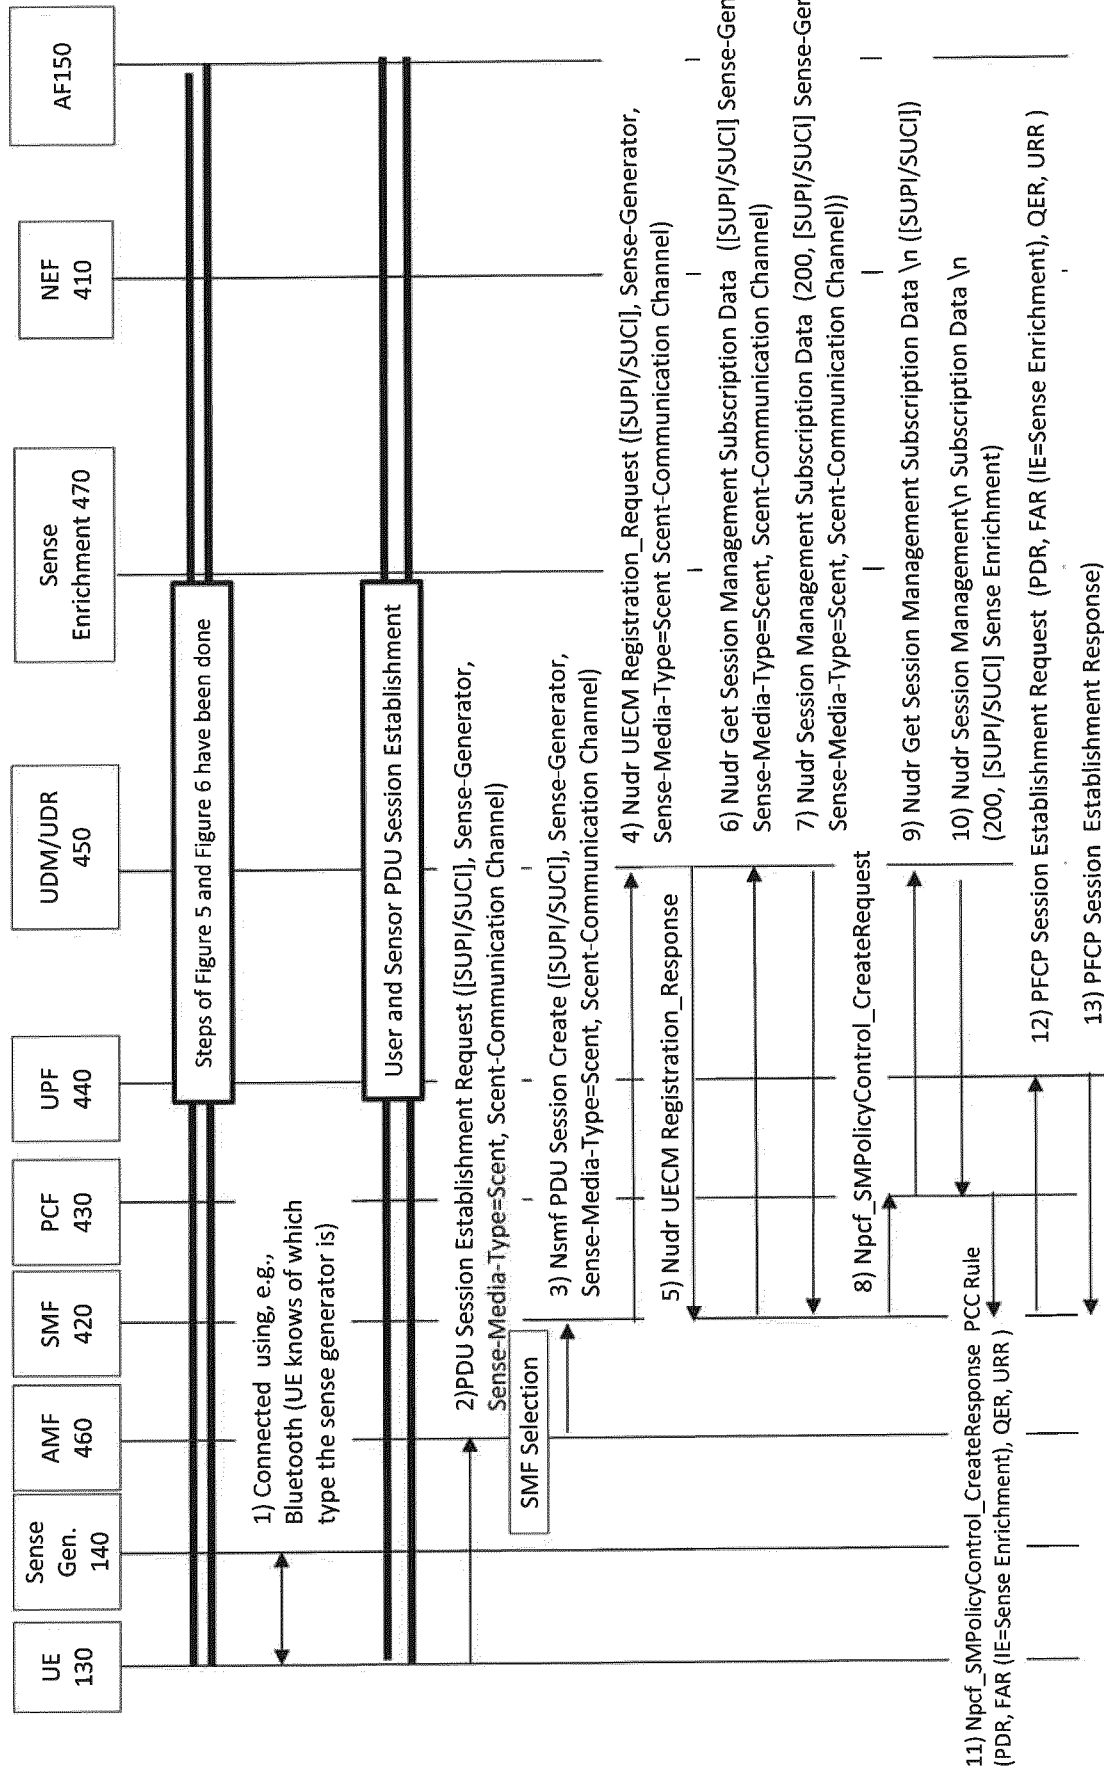 UE
130
Sense
Gen.
140
AMF
460
SMF
420
PCF
430
UPF
440
UDM/UDR
450
Sense
Enrichment 470
NEF
410
AF150
Steps of Figure 5 and Figure 6 have been done
1) Connected using, e.g.,
Bluetooth (UE knows of which
type the sense generator is)
User and Sensor PDU Session Establishment
2)PDU Session Establishment Request ([SUPI/SUCI], Sense-Generator,
Sense-Media-Type=Scent, Scent-Communication Channel)
SMF Selection
3) Nsmf PDU Session Create ([SUPI/SUCI], Sense-Generator,
Sense-Media-Type=Scent, Scent-Communication Channel)
4) Nudr UECM Registration_Request ([SUPI/SUCI], Sense-Generator,
Sense-Media-Type=Scent Scent-Communication Channel)
5) Nudr UECM Registration_Response
6) Nudr Get Session Management Subscription Data ([SUPI/SUCI] Sense-Gen
Sense-Media-Type=Scent, Scent-Communication Channel)
7) Nudr Session Management Subscription Data (200, [SUPI/SUCI] Sense-Ger
Sense-Media-Type=Scent, Scent-Communication Channel))
8) Npcf_SMPolicyControl_CreateRequest
9) Nudr Get Session Management Subscription Data \n ([SUPI/SUCI])
10) Nudr Session Management\n Subscription Data \n
(200, [SUPI/SUCI] Sense Enrichment)
11) Npcf_SMPolicyControl_CreateResponse PCC Rule
(PDR, FAR (IE=Sense Enrichment), QER, URR )
12) PFCP Session Establishment Request (PDR, FAR (IE=Sense Enrichment), QER, URR )
13) PFCP Session Establishment Response)